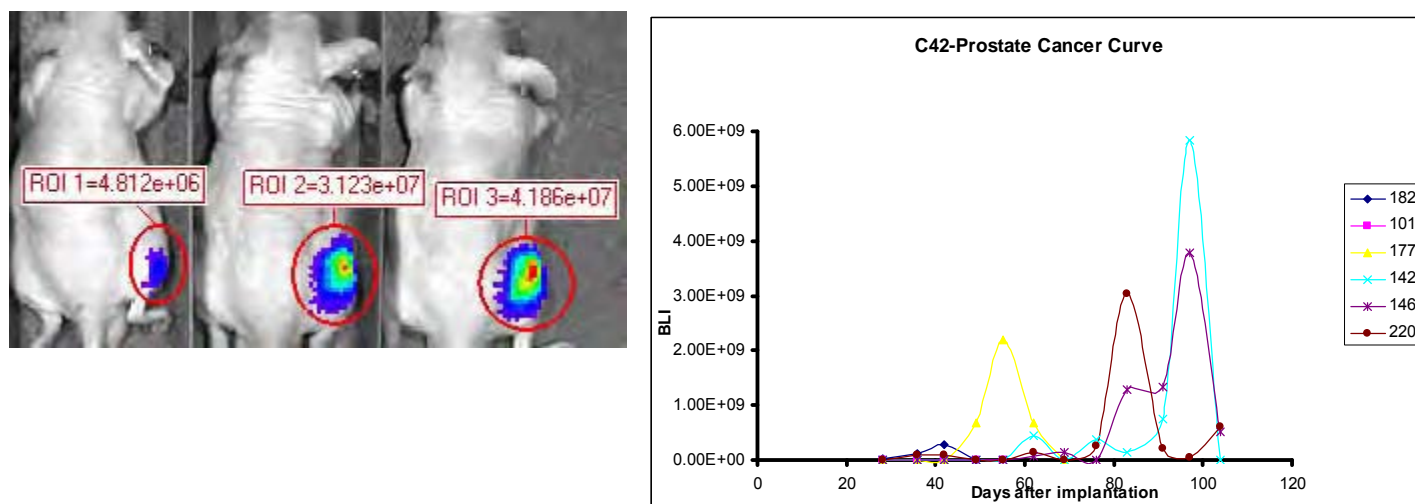 ROI 1=4.812e+06
ROI 2=3.123e+07
ROI 3=4.186e+07
C42-Prostate Cancer Curve
6.00E+09
5.00E+09
4.00E+09
3.00E+09
2.00E+09
1.00E+09
0.00E+00
BLI
0 20 40 60 80 100 120
Days after implantation
182
101
177
142
146
220